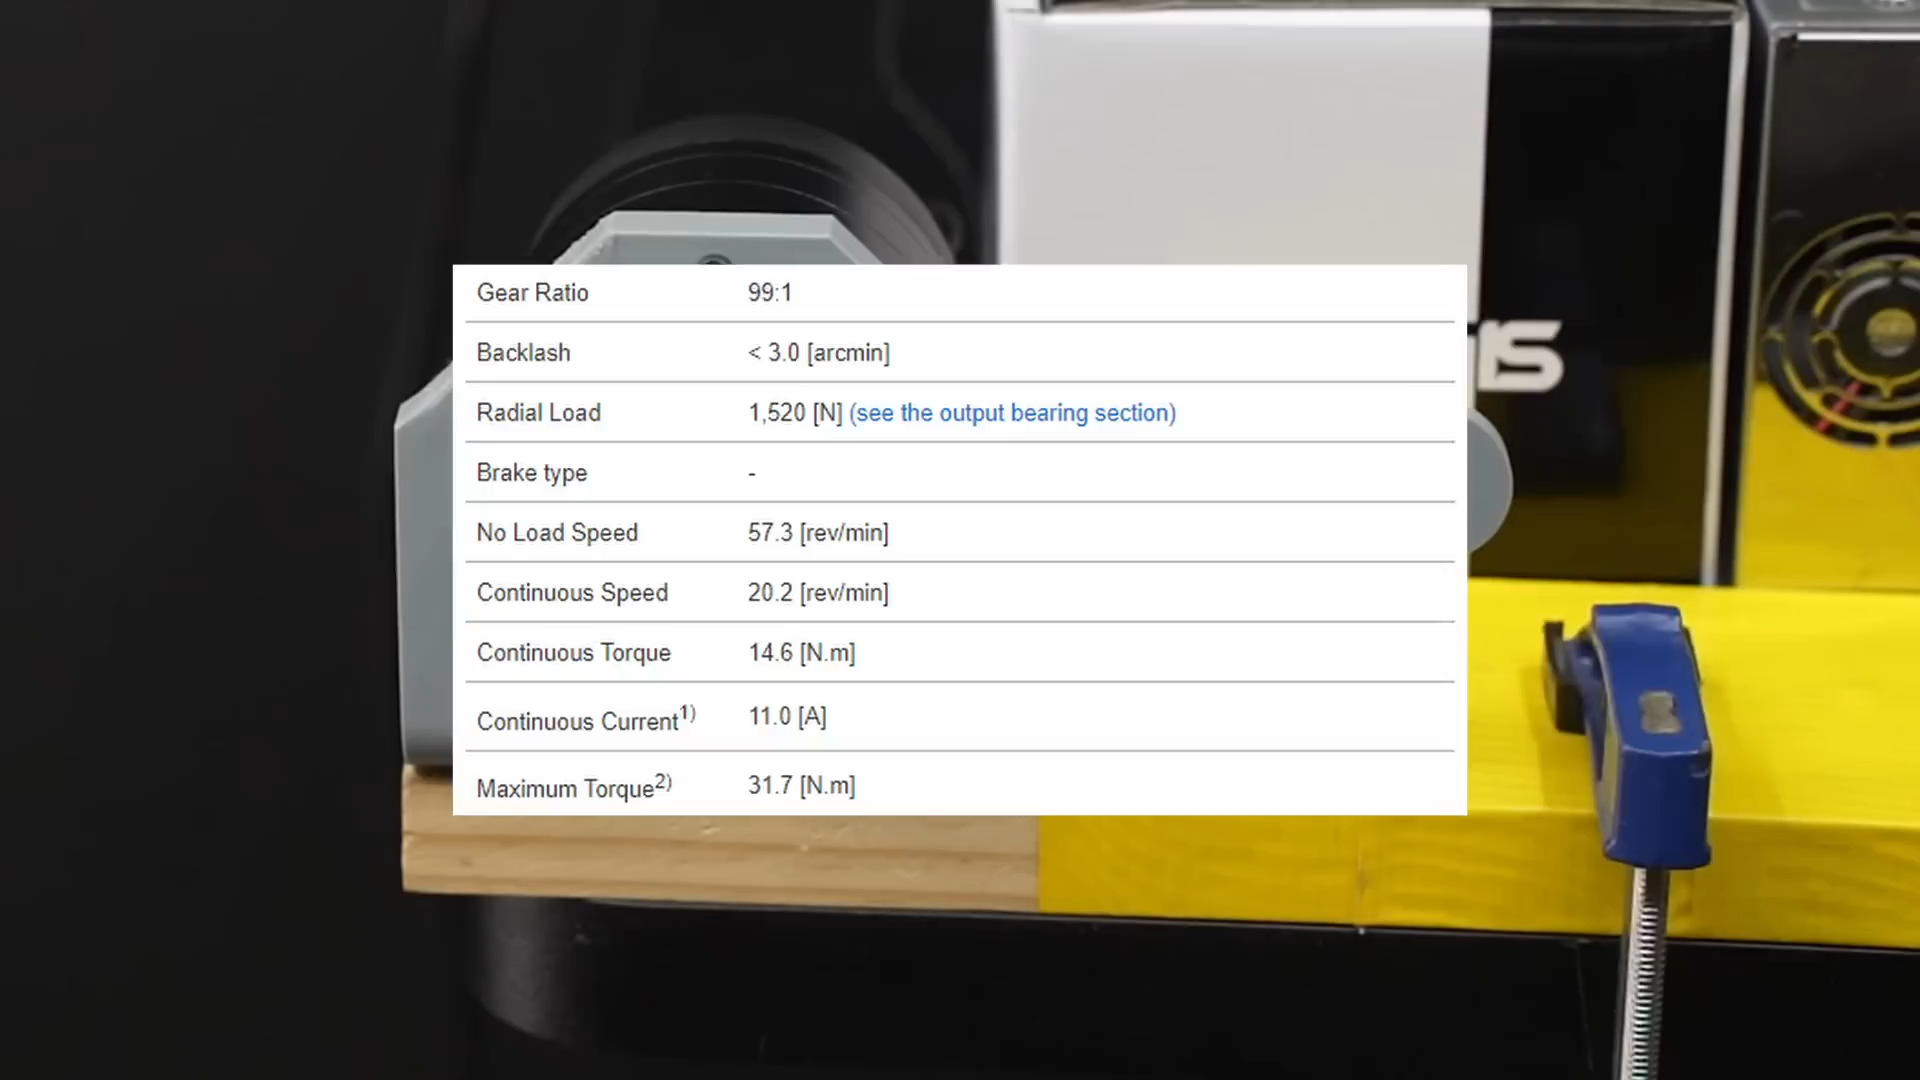 Gear Ratio 99:1
Backlash < 3.0 [arcmin]
Radial Load 1,520 [N] (see the output bearing section)
Brake type -
No Load Speed 57.3 [rev/min]
Continuous Speed 20.2 [rev/min]
Continuous Torque 14.6 [N.m]
Continuous Current1) 11.0 [A]
Maximum Torque2) 31.7 [N.m]